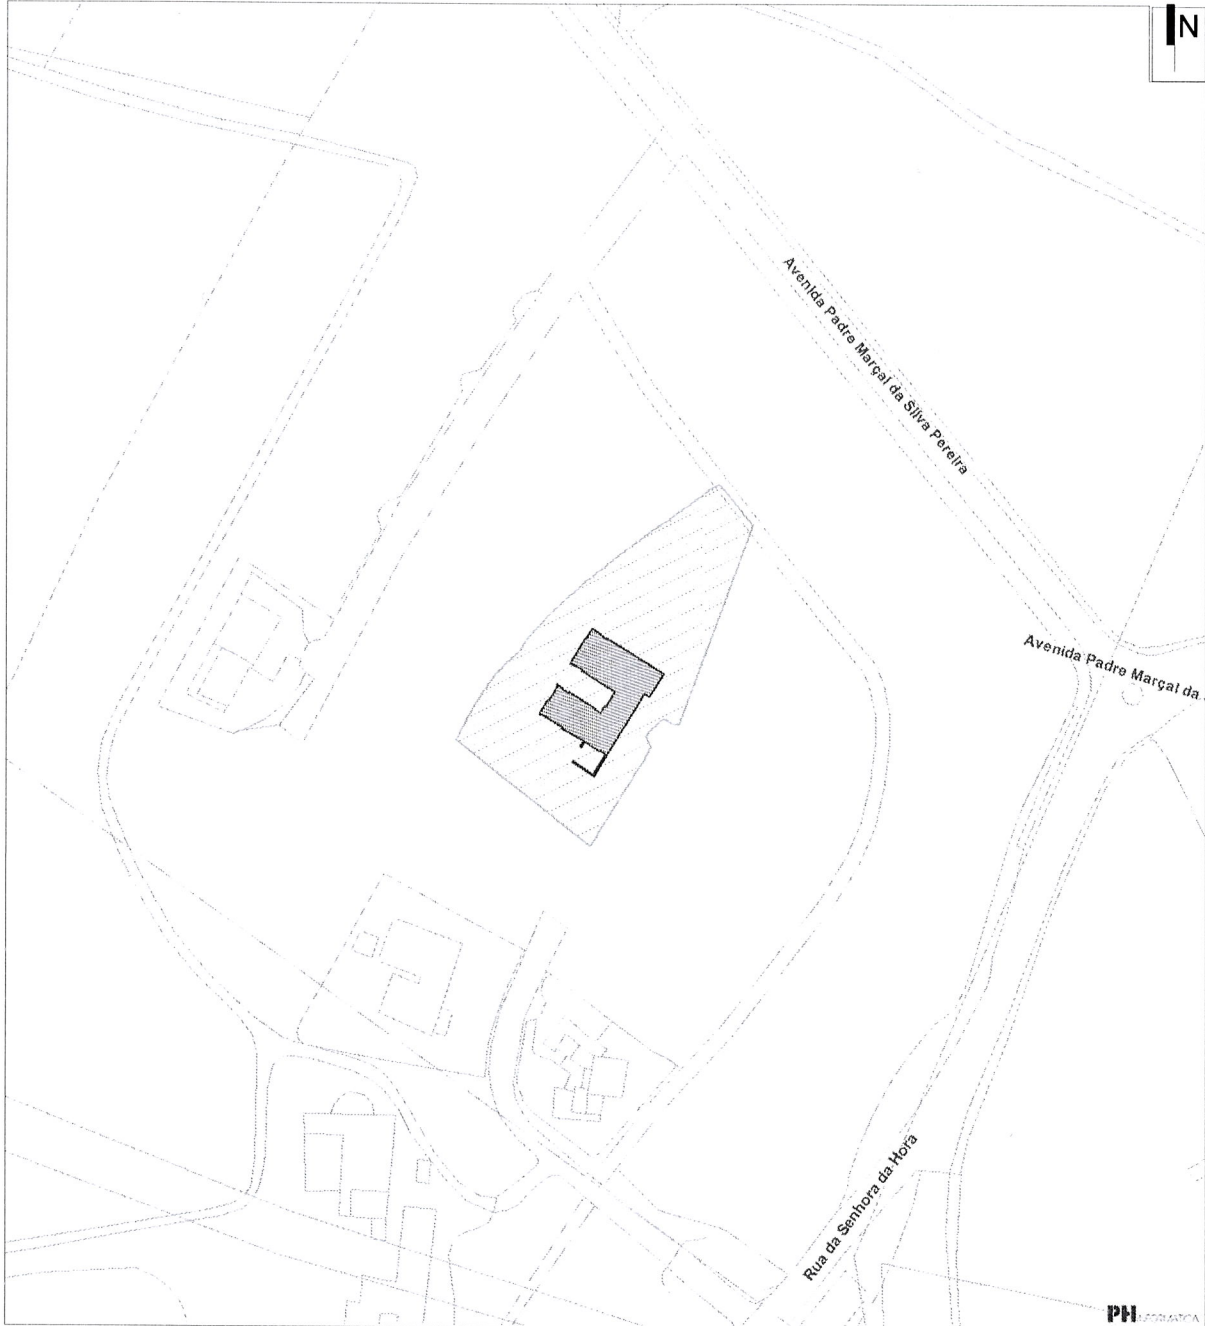 N
Avenida Padre Marçal da Silva Pereira
Avenida Padre Marçal da
Rua da Senhora da Hora
PH